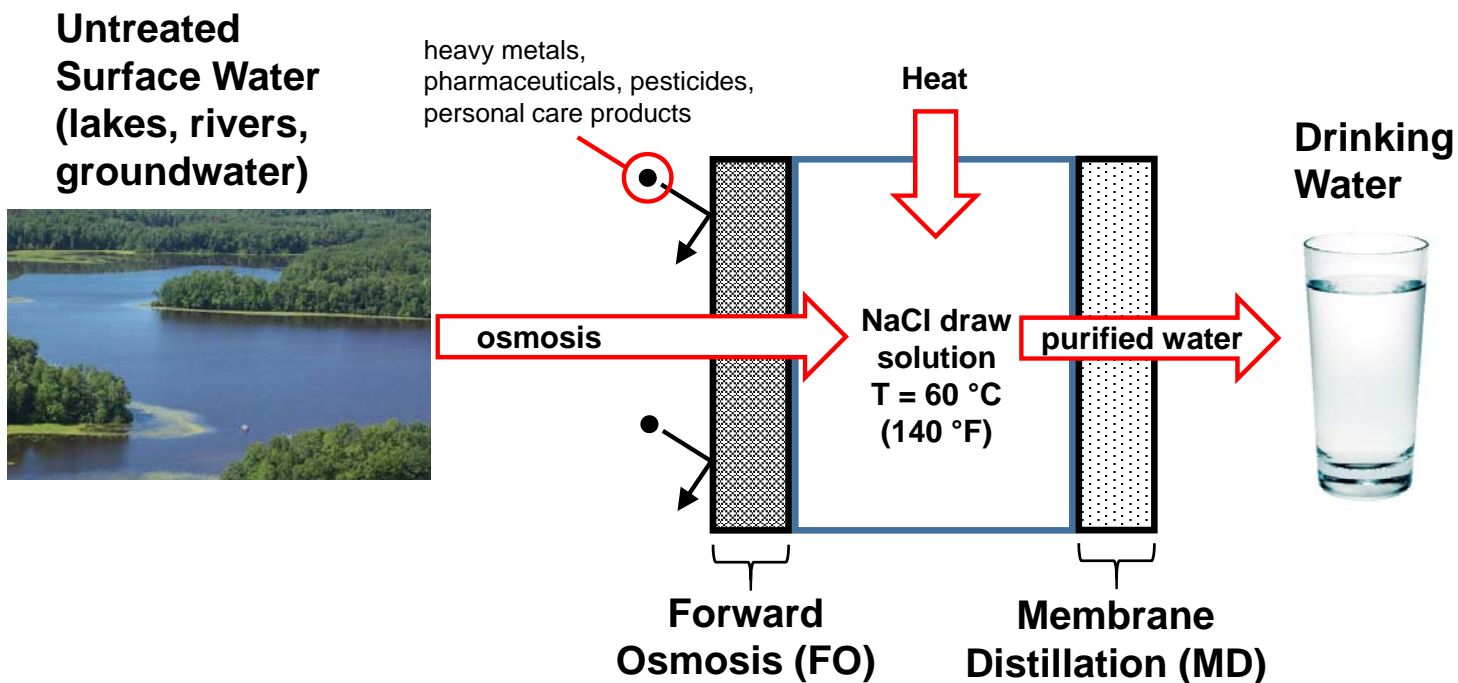 Untreated
Surface Water
(lakes, rivers,
groundwater)
heavy metals,
pharmaceuticals, pesticides,
personal care products
Heat
Drinking
Water
osmosis
NaCl draw
solution
T = 60 °C
(140 °F)
purified water
Forward
Osmosis (FO)
Membrane
Distillation (MD)